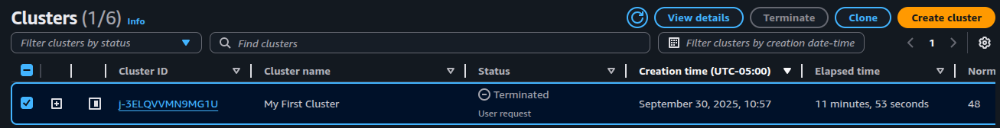 Clusters (1/6) Info View details Terminate Clone Create cluster
Filter clusters by status Find clusters Filter clusters by creation date-time 1
Cluster ID Cluster name Status Creation time (UTC-05:00) Elapsed time Norm
Terminated
j-3ELQVVMN9MG1U My First Cluster September 30, 2025, 10:57 11 minutes, 53 seconds 48
User request